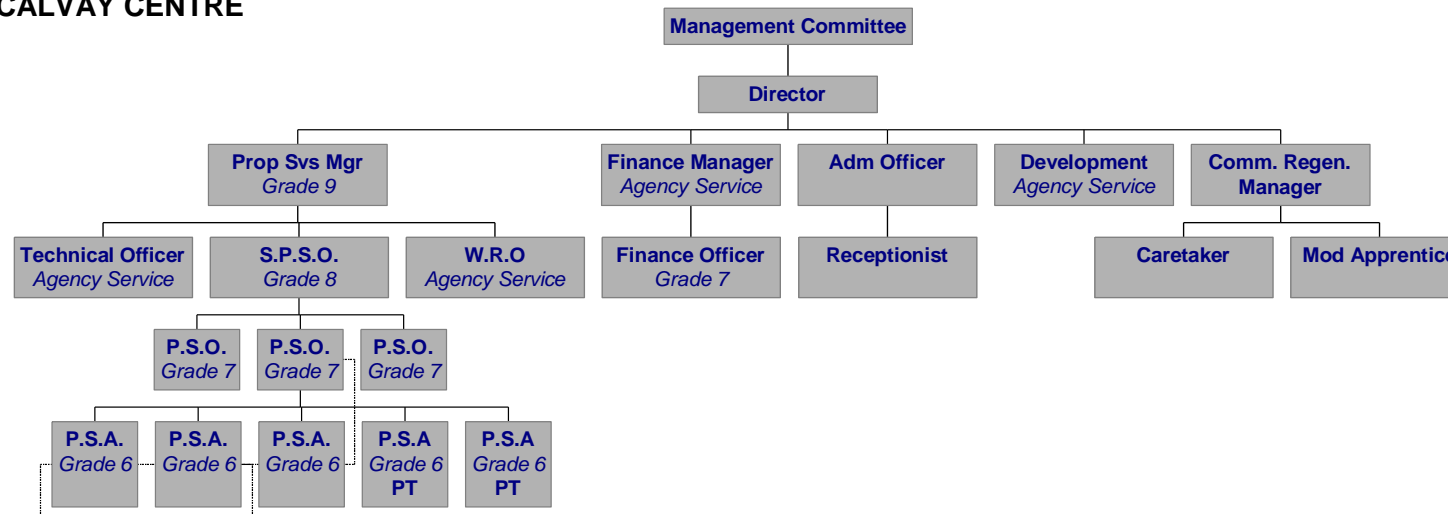 CALVAY CENTRE
Management Committee
Director
Prop Svs Mgr
Grade 9
Finance Manager
Agency Service
Adm Officer
Development
Agency Service
Comm. Regen.
Manager
Technical Officer
Agency Service
S.P.S.O.
Grade 8
W.R.O
Agency Service
Finance Officer
Grade 7
Receptionist
Caretaker
Mod Apprentice
P.S.O.
Grade 7
P.S.O.
Grade 7
P.S.O.
Grade 7
P.S.A.
Grade 6
P.S.A.
Grade 6
P.S.A.
Grade 6
P.S.A
Grade 6
PT
P.S.A
Grade 6
PT